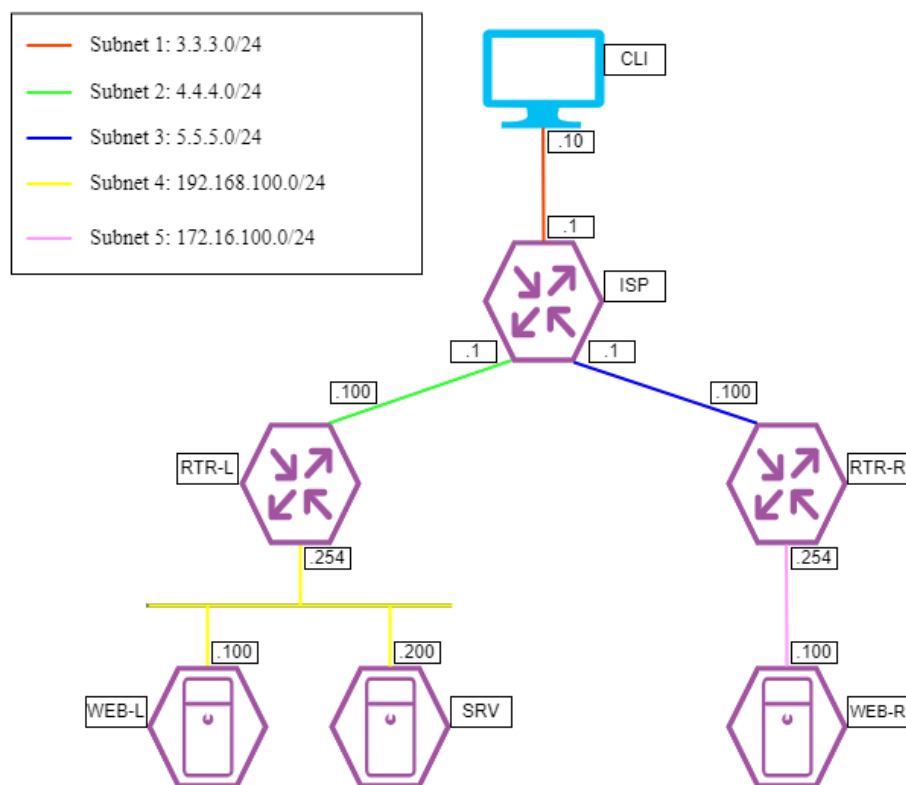 Subnet 1: 3.3.3.0/24
Subnet 2: 4.4.4.0/24
Subnet 3: 5.5.5.0/24
Subnet 4: 192.168.100.0/24
Subnet 5: 172.16.100.0/24
CLI
.10
.1
ISP
.1
.1
.100
.100
RTR-L
RTR-R
.254
.254
.100
.200
.100
WEB-L
SRV
WEB-R